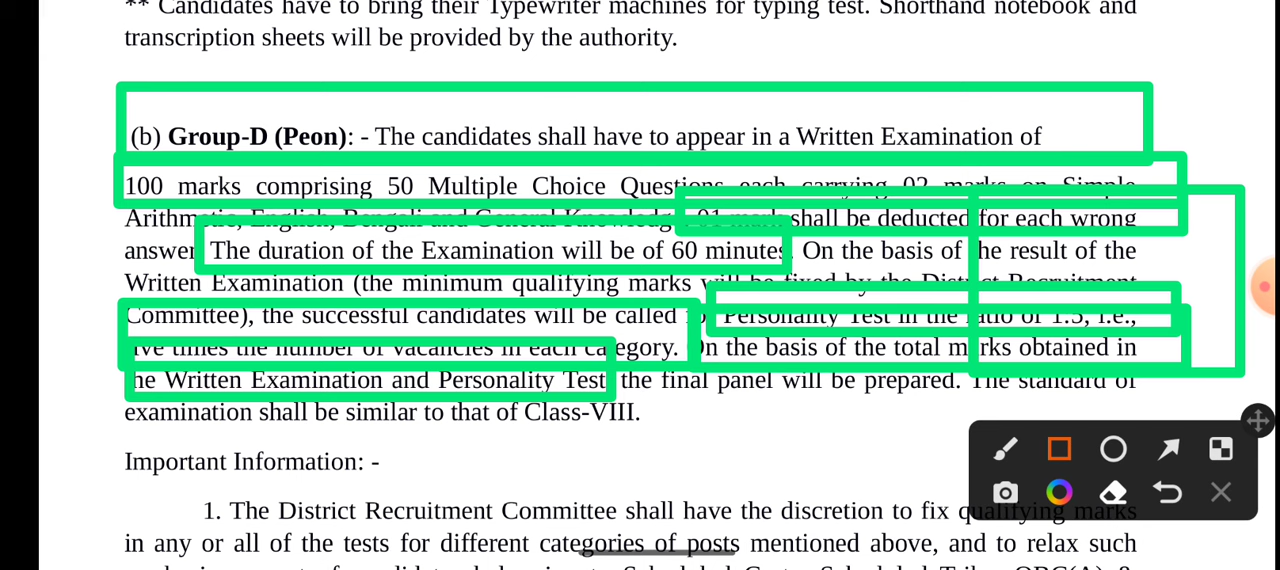 ** Candidates have to bring their Typewriter machines for typing test. Shorthand notebook and
transcription sheets will be provided by the authority.
(b) Group-D (Peon): - The candidates shall have to appear in a Written Examination of
100 marks comprising 50 Multiple Choice Questions each carrying 02 marks on Simple
Arithmetic, English, Bengali and General Knowledge. 01 mark shall be deducted for each wrong
answer. The duration of the Examination will be of 60 minutes. On the basis of the result of the
Written Examination (the minimum qualifying marks will be fixed by the District Recruitment
Committee), the successful candidates will be called for Personality Test in the ratio of 1:5, i.e.,
five times the number of vacancies in each category. On the basis of the total marks obtained in
the Written Examination and Personality Test, the final panel will be prepared. The standard of
examination shall be similar to that of Class-VIII.
Important Information: -
1. The District Recruitment Committee shall have the discretion to fix qualifying marks
in any or all of the tests for different categories of posts mentioned above, and to relax such